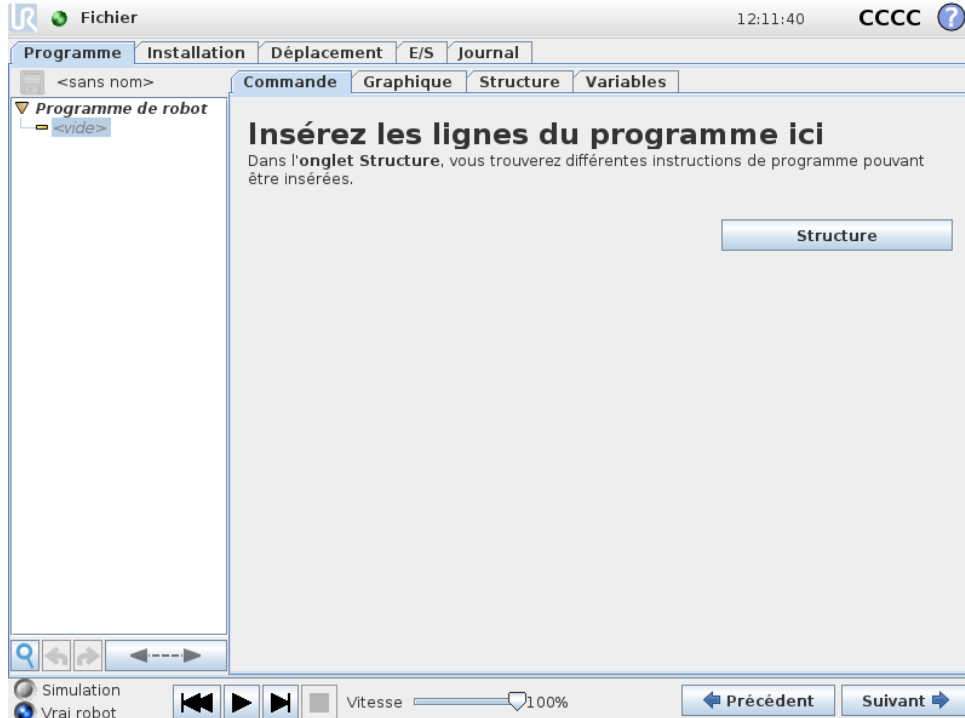 UR Fichier 12:11:40 CCCC ?
Programme Installation Déplacement E/S Journal
<sans nom> Commande Graphique Structure Variables
Programme de robot
<vide>
Insérez les lignes du programme ici
Dans l'onglet Structure, vous trouverez différentes instructions de programme pouvant
être insérées.
Structure
Simulation
Vrai robot
Vitesse 100%
Précédent Suivant